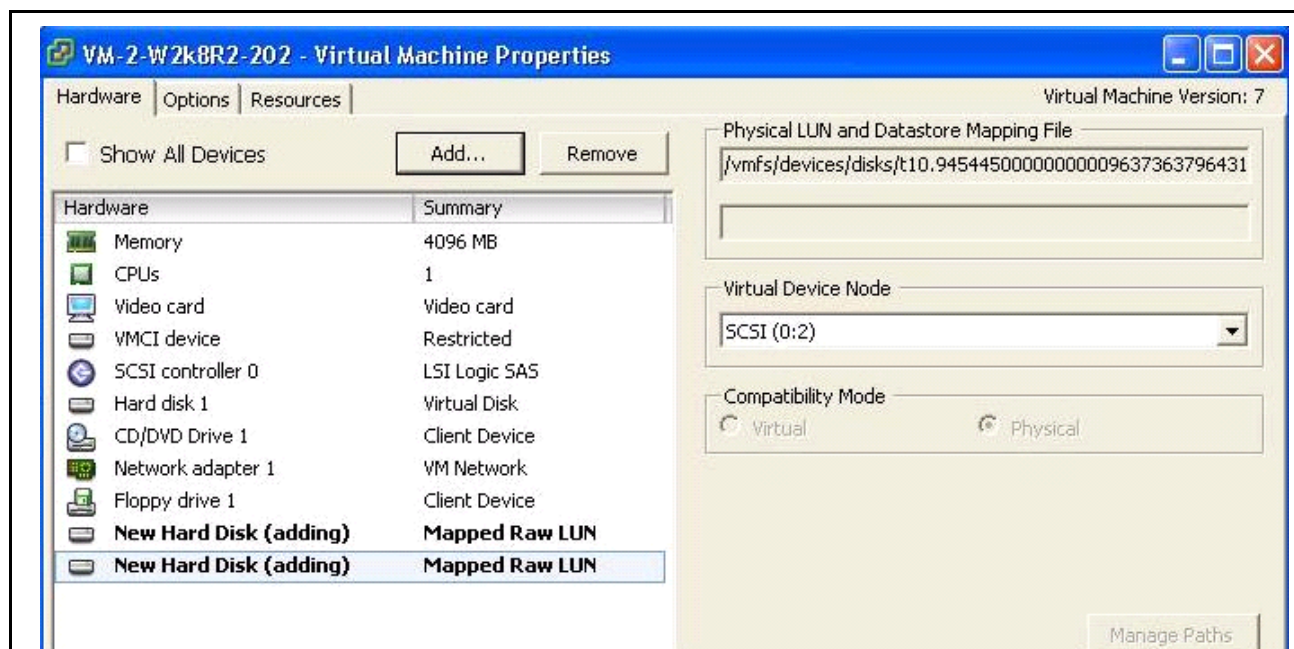 VM-2-W2k8R2-202 - Virtual Machine Properties
Hardware Options Resources
Virtual Machine Version: 7
Show All Devices
Add...
Remove
Hardware Summary
Memory 4096 MB
CPUs 1
Video card Video card
VMCI device Restricted
SCSI controller 0 LSI Logic SAS
Hard disk 1 Virtual Disk
CD/DVD Drive 1 Client Device
Network adapter 1 VM Network
Floppy drive 1 Client Device
New Hard Disk (adding) Mapped Raw LUN
New Hard Disk (adding) Mapped Raw LUN
Physical LUN and Datastore Mapping File
/vmfs/devices/disks/t10.9454450000000009637363796431
Virtual Device Node
SCSI (0:2)
Compatibility Mode
Virtual Physical
Manage Paths